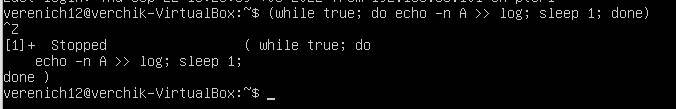 verenich12@verchik-VirtualBox:~$ (while true; do echo -n A >> log; sleep 1; done)
^Z
[1]+  Stopped                 ( while true; do
    echo -n A >> log; sleep 1;
done )
verenich12@verchik-VirtualBox:~$ _